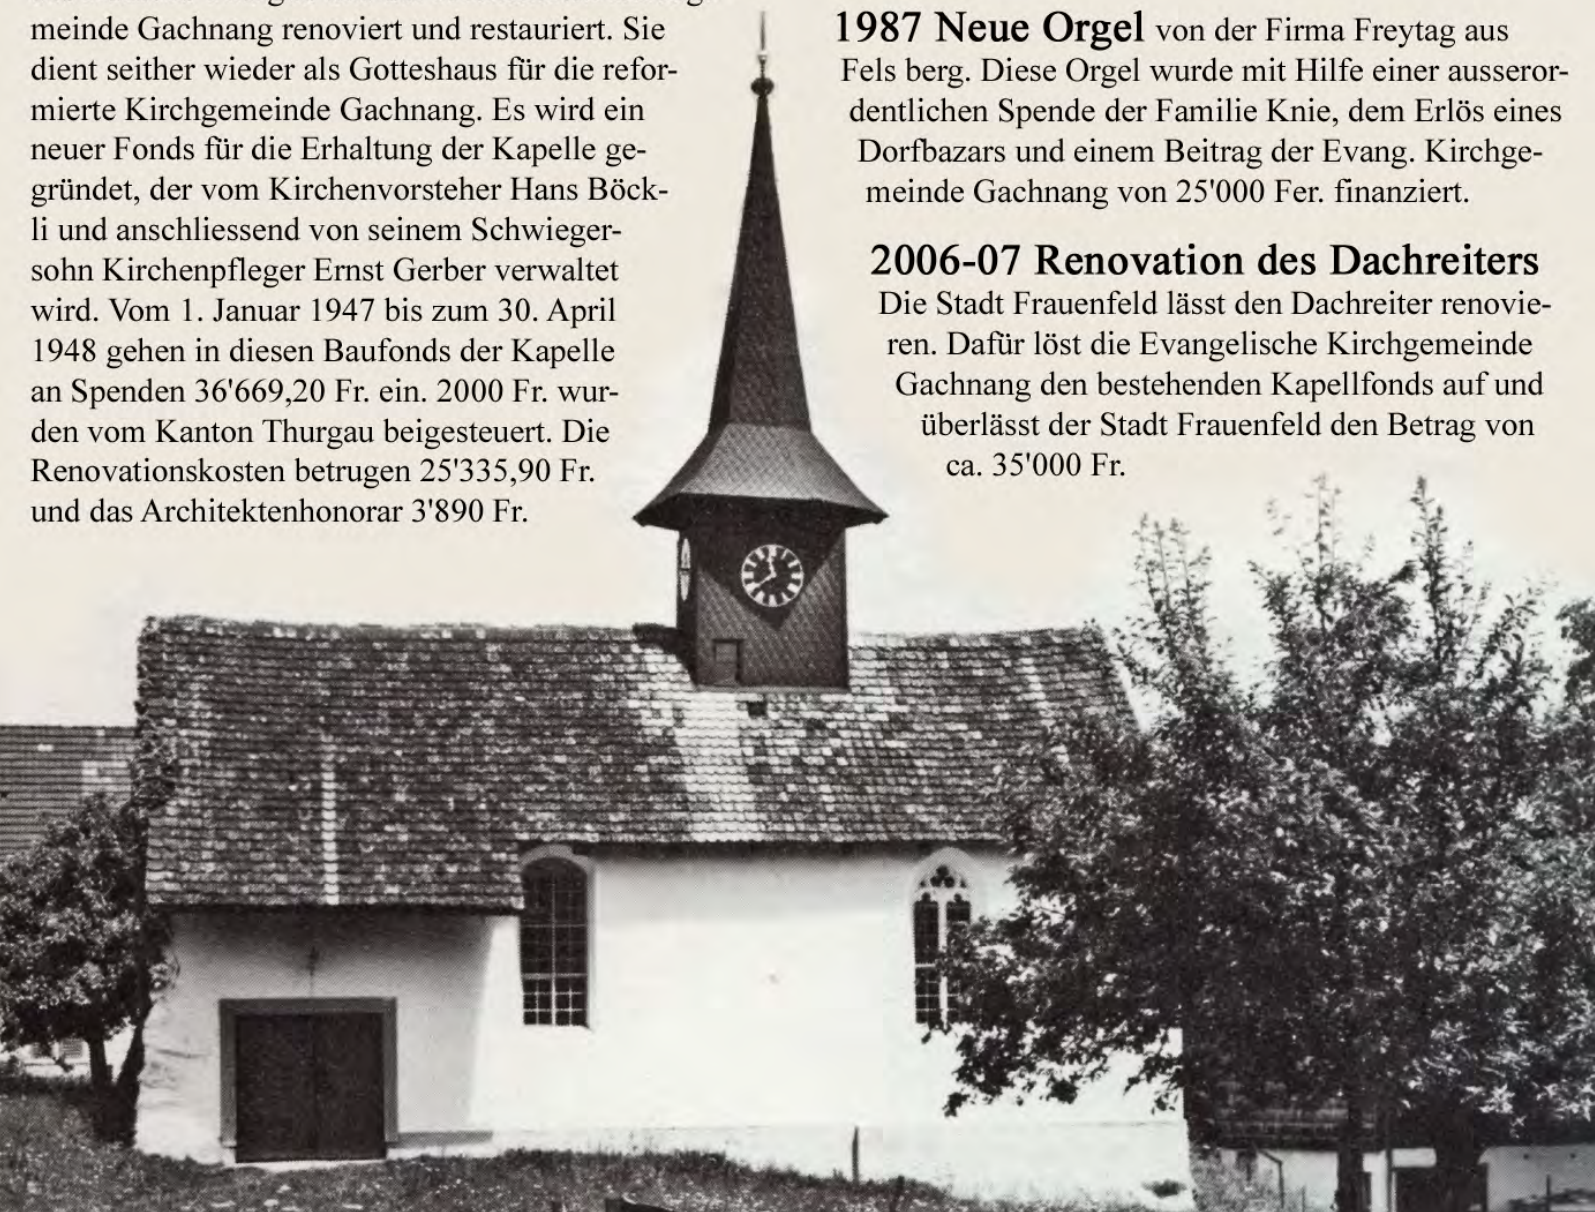 meinde Gachnang renoviert und restauriert. Sie
dient seither wieder als Gotteshaus für die refor-
mierte Kirchgemeinde Gachnang. Es wird ein
neuer Fonds für die Erhaltung der Kapelle ge-
gründet, der vom Kirchenvorsteher Hans Böck-
li und anschliessend von seinem Schwieger-
sohn Kirchenpfleger Ernst Gerber verwaltet
wird. Vom 1. Januar 1947 bis zum 30. April
1948 gehen in diesen Baufonds der Kapelle
an Spenden 36'669,20 Fr. ein. 2000 Fr. wur-
den vom Kanton Thurgau beigesteuert. Die
Renovationskosten betrugen 25'335,90 Fr.
und das Architektenhonorar 3'890 Fr.
1987 Neue Orgel von der Firma Freytag aus
Fels berg. Diese Orgel wurde mit Hilfe einer ausseror-
dentlichen Spende der Familie Knie, dem Erlös eines
Dorfbazars und einem Beitrag der Evang. Kirchge-
meinde Gachnang von 25'000 Fer. finanziert.
2006-07 Renovation des Dachreiters
Die Stadt Frauenfeld lässt den Dachreiter renovie-
ren. Dafür löst die Evangelische Kirchgemeinde
Gachnang den bestehenden Kapellfonds auf und
überlässt der Stadt Frauenfeld den Betrag von
ca. 35'000 Fr.